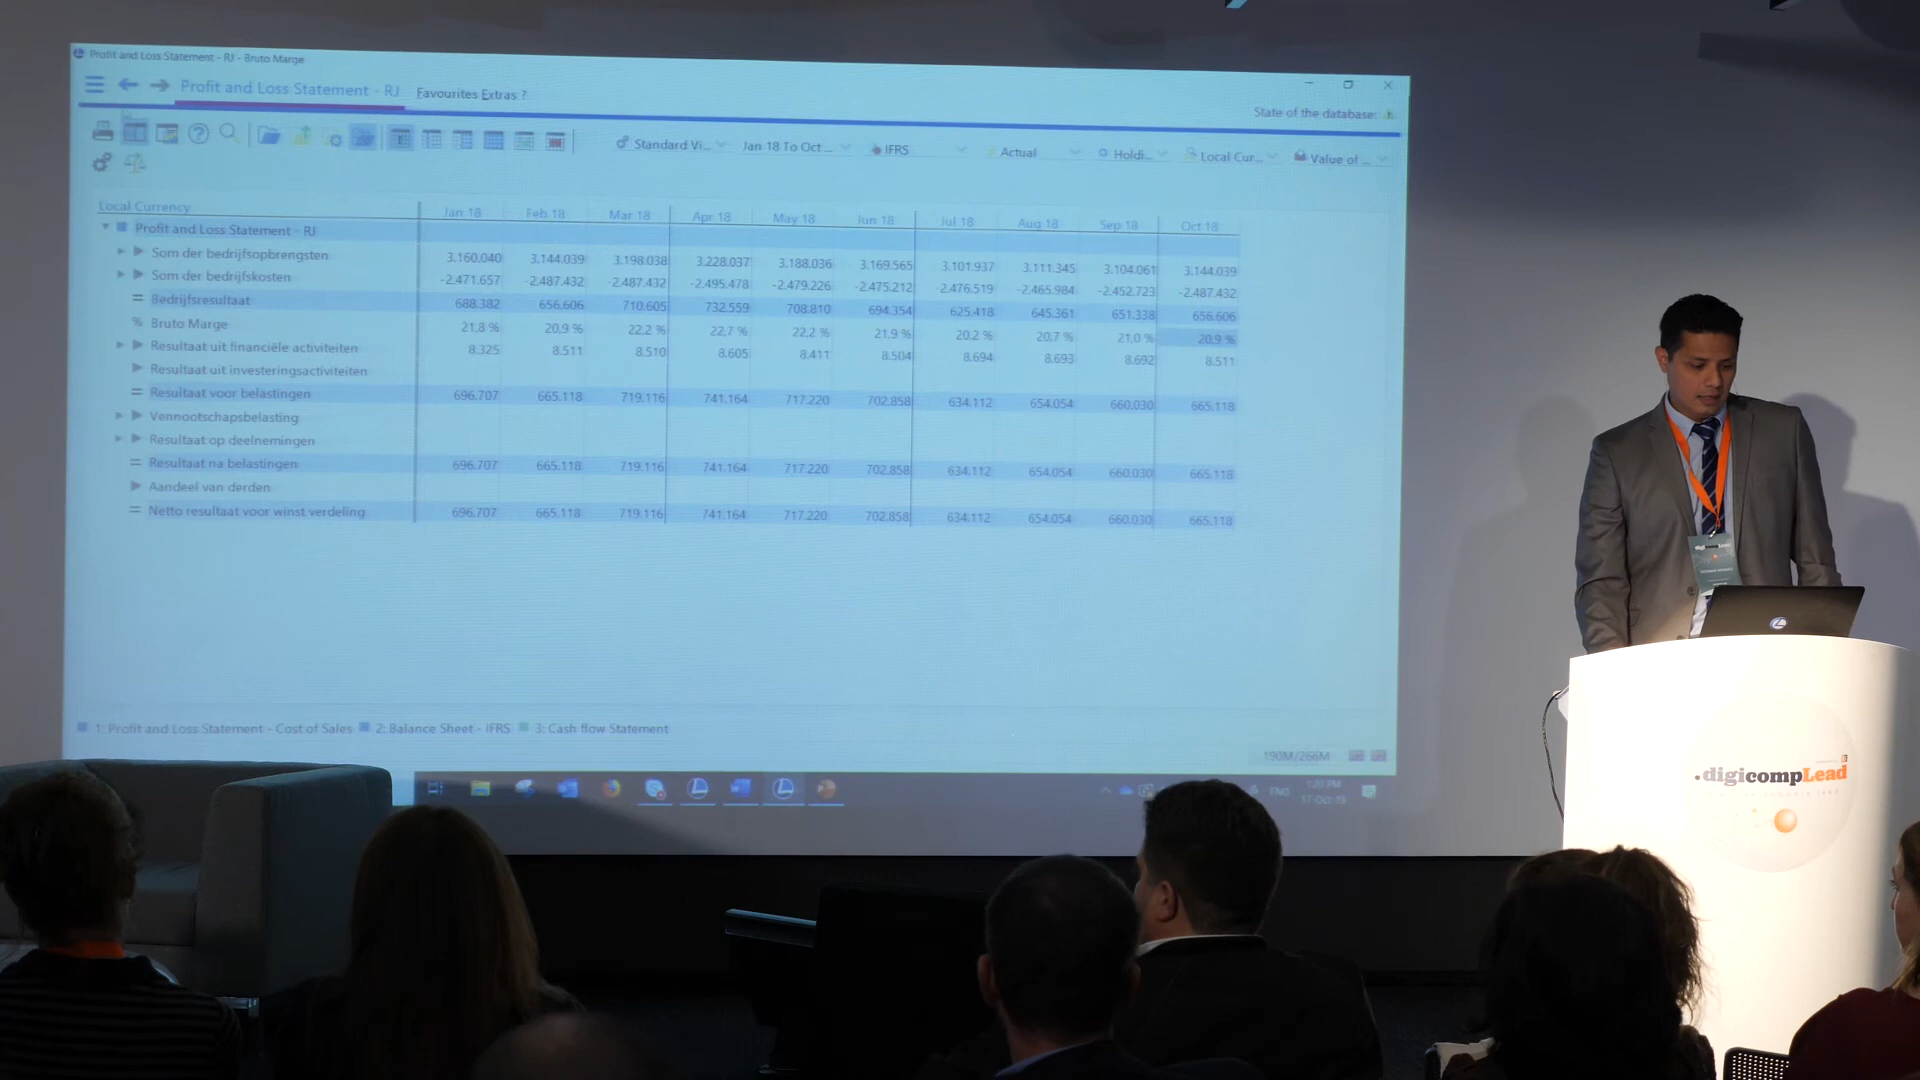 Profit and Loss Statement - RJ - Bruto Marge
Profit and Loss Statement - RJ Favourites Extras ?
State of the database:
Standard Vi... Jan 18 To Oct ... IFRS Actual Holdi... Local Cur... Value of ...
Local Currency Jan 18 Feb 18 Mar 18 Apr 18 May 18 Jun 18 Jul 18 Aug 18 Sep 18 Oct 18
Profit and Loss Statement - RJ
Som der bedrijfsopbrengsten 3.160.040 3.144.039 3.198.038 3.228.037 3.188.036 3.169.565 3.101.937 3.111.345 3.104.061 3.144.039
Som der bedrijfskosten -2.471.657 -2.487.432 -2.487.432 -2.495.478 -2.479.226 -2.475.212 -2.476.519 -2.465.984 -2.452.723 -2.487.432
= Bedrijfsresultaat 688.382 656.606 710.605 732.559 708.810 694.354 625.418 645.361 651.338 656.606
% Bruto Marge 21,8 % 20,9 % 22,2 % 22,7 % 22,2 % 21,9 % 20,2 % 20,7 % 21,0 % 20,9 %
Resultaat uit financiële activiteiten 8.325 8.511 8.510 8.605 8.411 8.504 8.694 8.693 8.692 8.511
Resultaat uit investeringsactiviteiten
= Resultaat voor belastingen 696.707 665.118 719.116 741.164 717.220 702.858 634.112 654.054 660.030 665.118
Vennootschapsbelasting
Resultaat op deelnemingen
= Resultaat na belastingen 696.707 665.118 719.116 741.164 717.220 702.858 634.112 654.054 660.030 665.118
Aandeel van derden
= Netto resultaat voor winst verdeling 696.707 665.118 719.116 741.164 717.220 702.858 634.112 654.054 660.030 665.118
1: Profit and Loss Statement - Cost of Sales 2: Balance Sheet - IFRS 3: Cash flow Statement
190M/266M
ENG 1:20 PM
17-Oct-19
.digicompLead